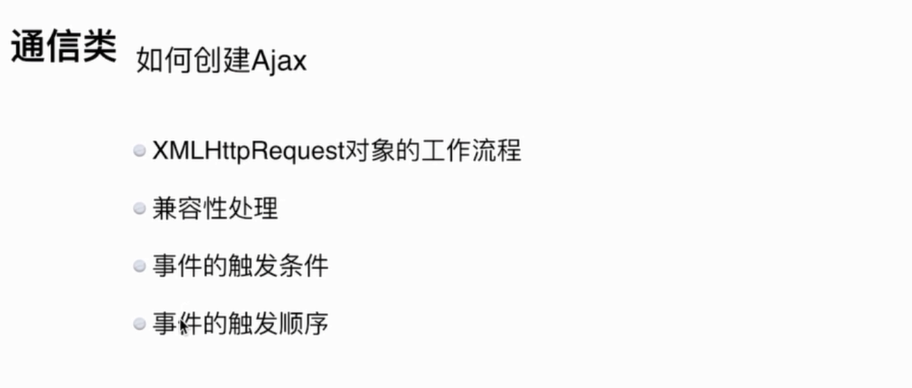 通信类
如何创建Ajax
XMLHttpRequest对象的工作流程
兼容性处理
事件的触发条件
事件的触发顺序